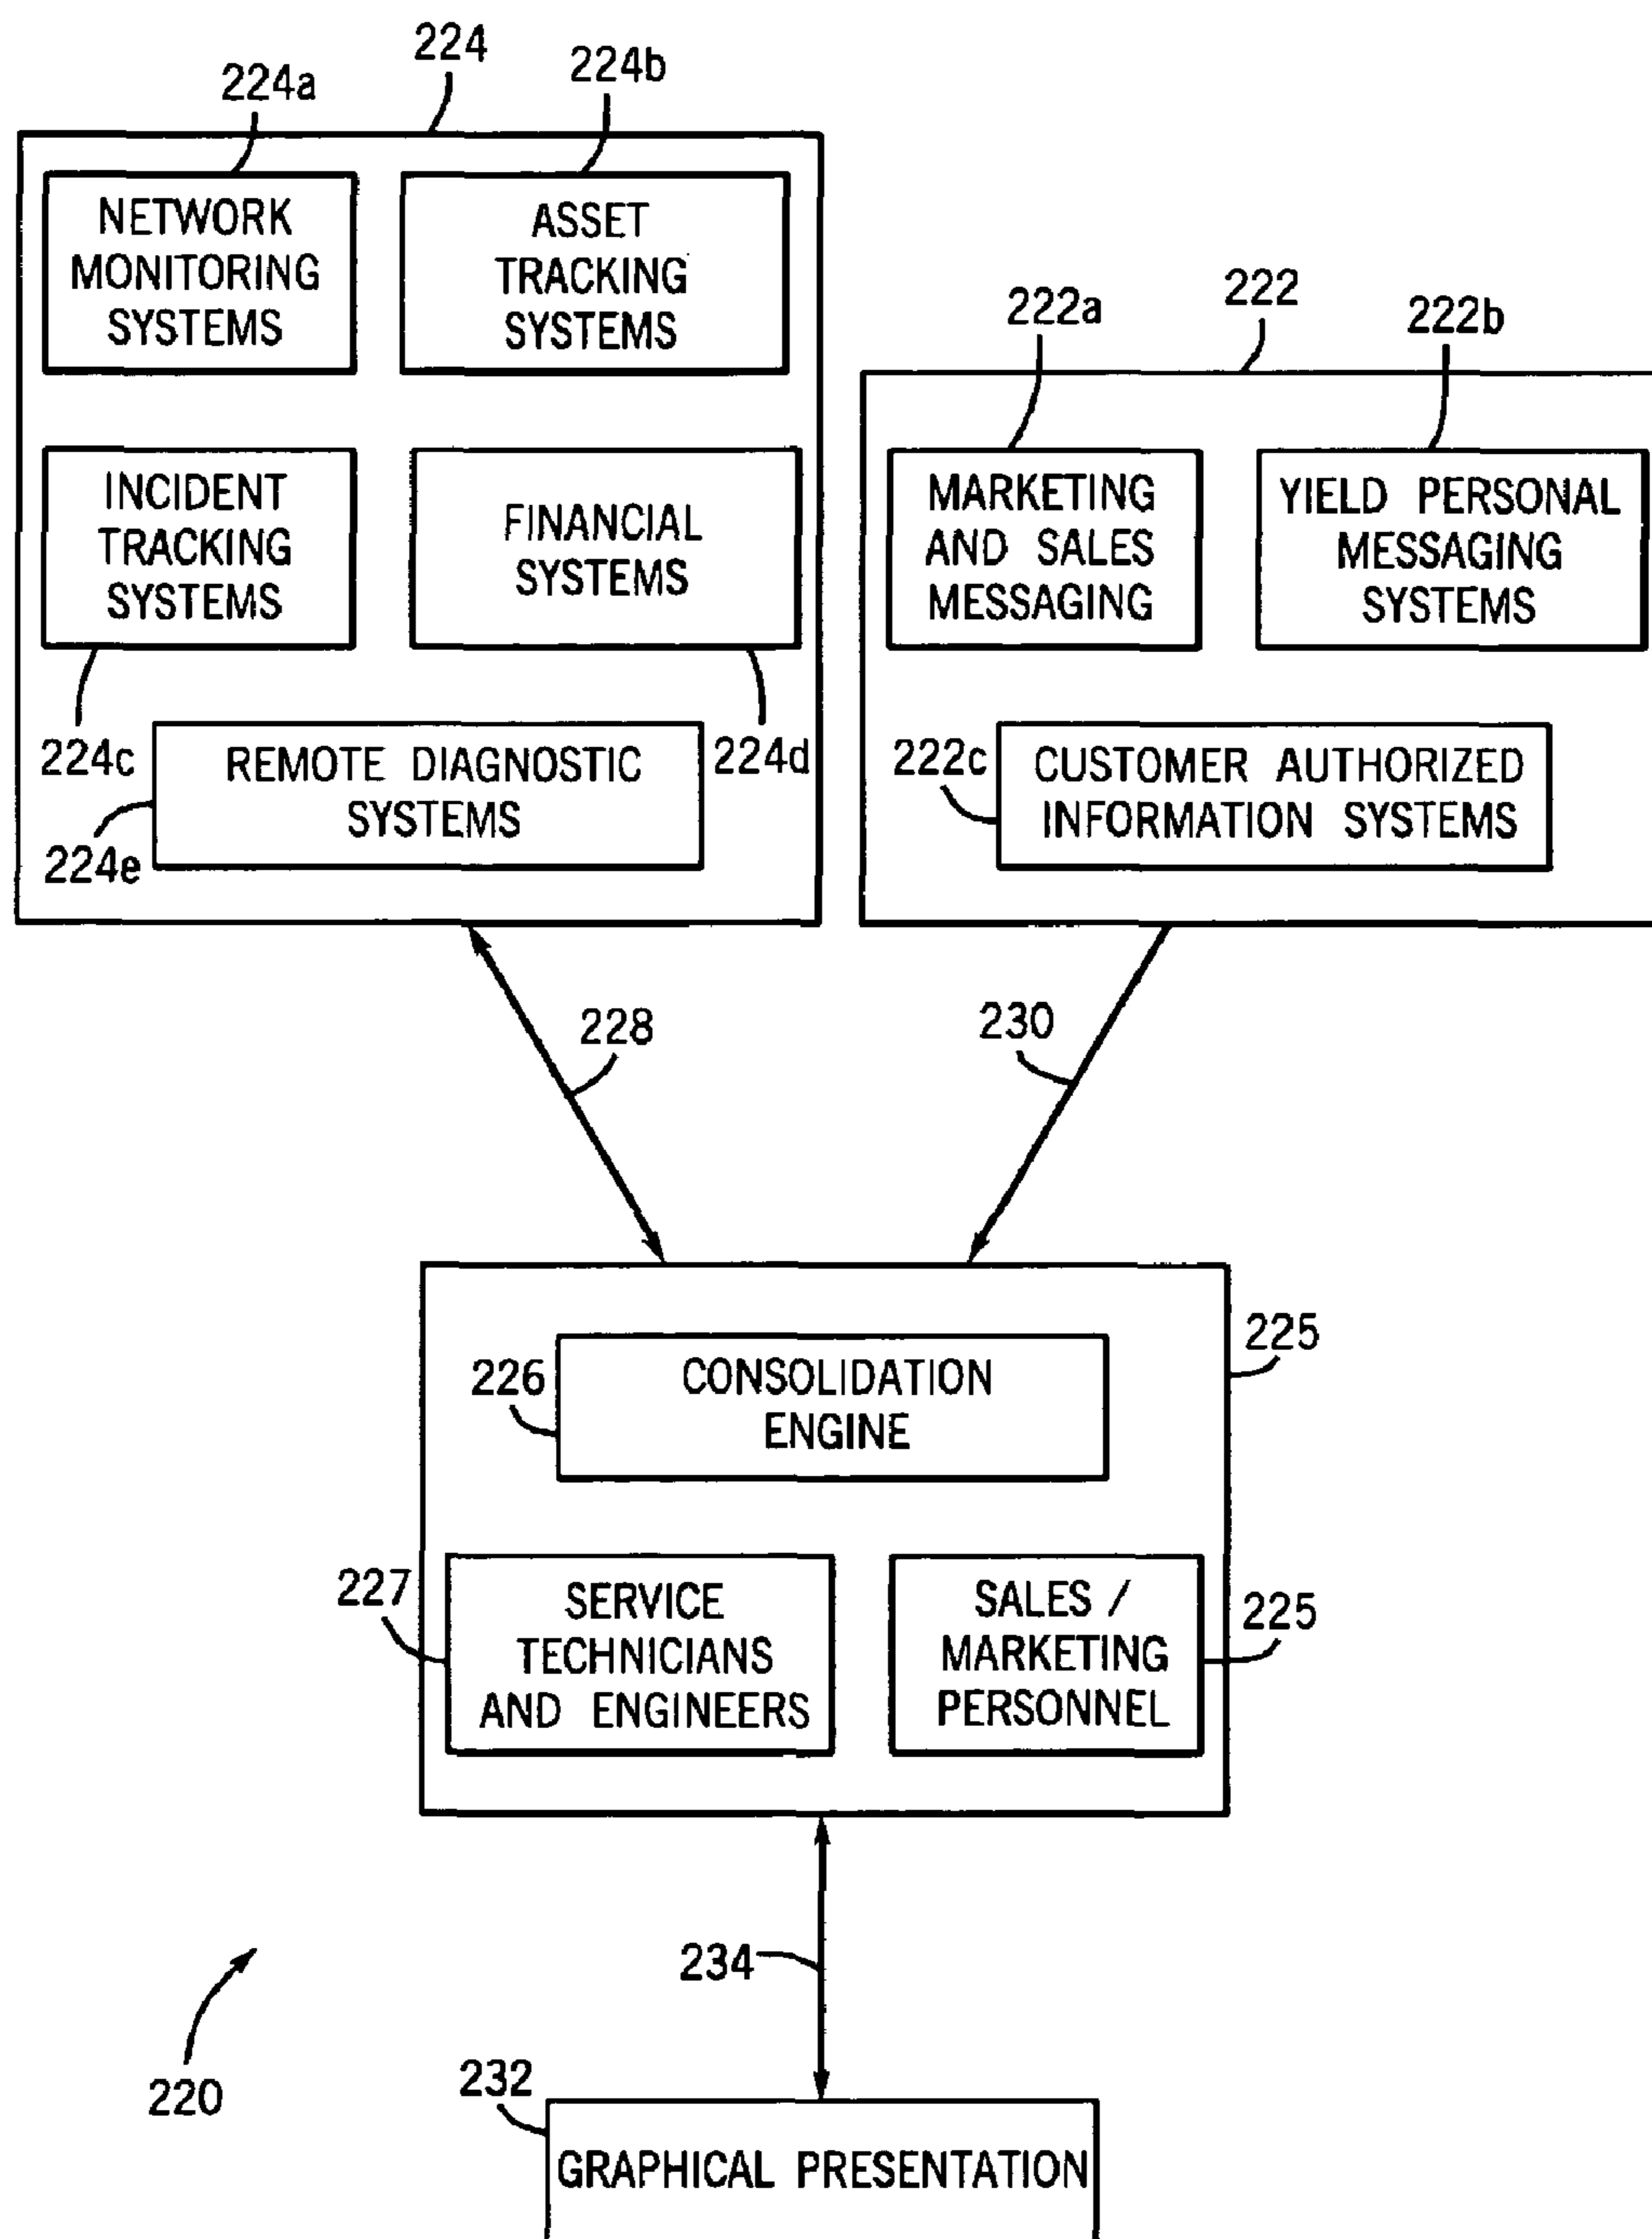 224
224a
224b
NETWORK
MONITORING
SYSTEMS
ASSET
TRACKING
SYSTEMS
222
222a
222b
INCIDENT
TRACKING
SYSTEMS
FINANCIAL
SYSTEMS
MARKETING
AND SALES
MESSAGING
YIELD PERSONAL
MESSAGING
SYSTEMS
224c
REMOTE DIAGNOSTIC
SYSTEMS
224d
224e
222c
CUSTOMER AUTHORIZED
INFORMATION SYSTEMS
228
230
225
226
CONSOLIDATION
ENGINE
227
SERVICE
TECHNICIANS
AND ENGINEERS
SALES /
MARKETING
PERSONNEL
225
234
220
232
GRAPHICAL PRESENTATION